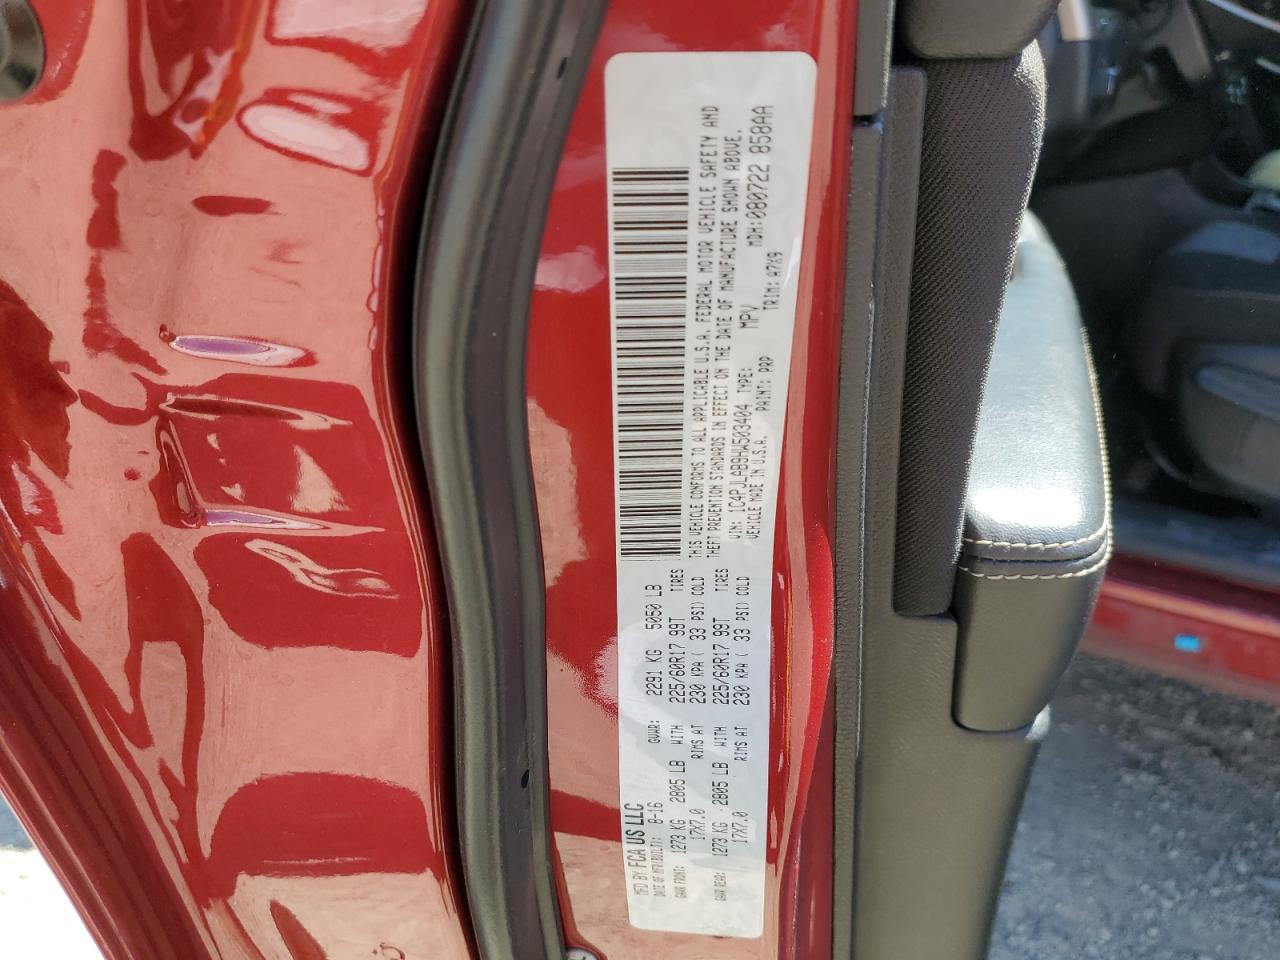 MFD BY FCA US LLC
DATE OF MFR(BUILT): 8-16 GVWR: 2291 KG 5050 LB
GAWR FRONT: 1273 KG 2805 LB WITH 225/60R17 99T TIRES
17X7.0 RIMS AT 230 KPA ( 33 PSI) COLD
GAWR REAR: 1273 KG 2805 LB WITH 225/60R17 99T TIRES
17X7.0 RIMS AT 230 KPA ( 33 PSI) COLD
THIS VEHICLE CONFORMS TO ALL APPLICABLE U.S.A. FEDERAL MOTOR VEHICLE SAFETY AND
THEFT PREVENTION STANDARDS IN EFFECT ON THE DATE OF MANUFACTURE SHOWN ABOVE.
VIN: 1C4PJLAB9HW503404 TYPE: MPV MDH:080722 858AA
VEHICLE MADE IN U.S.A. PAINT: PRP TRIM: A7X9